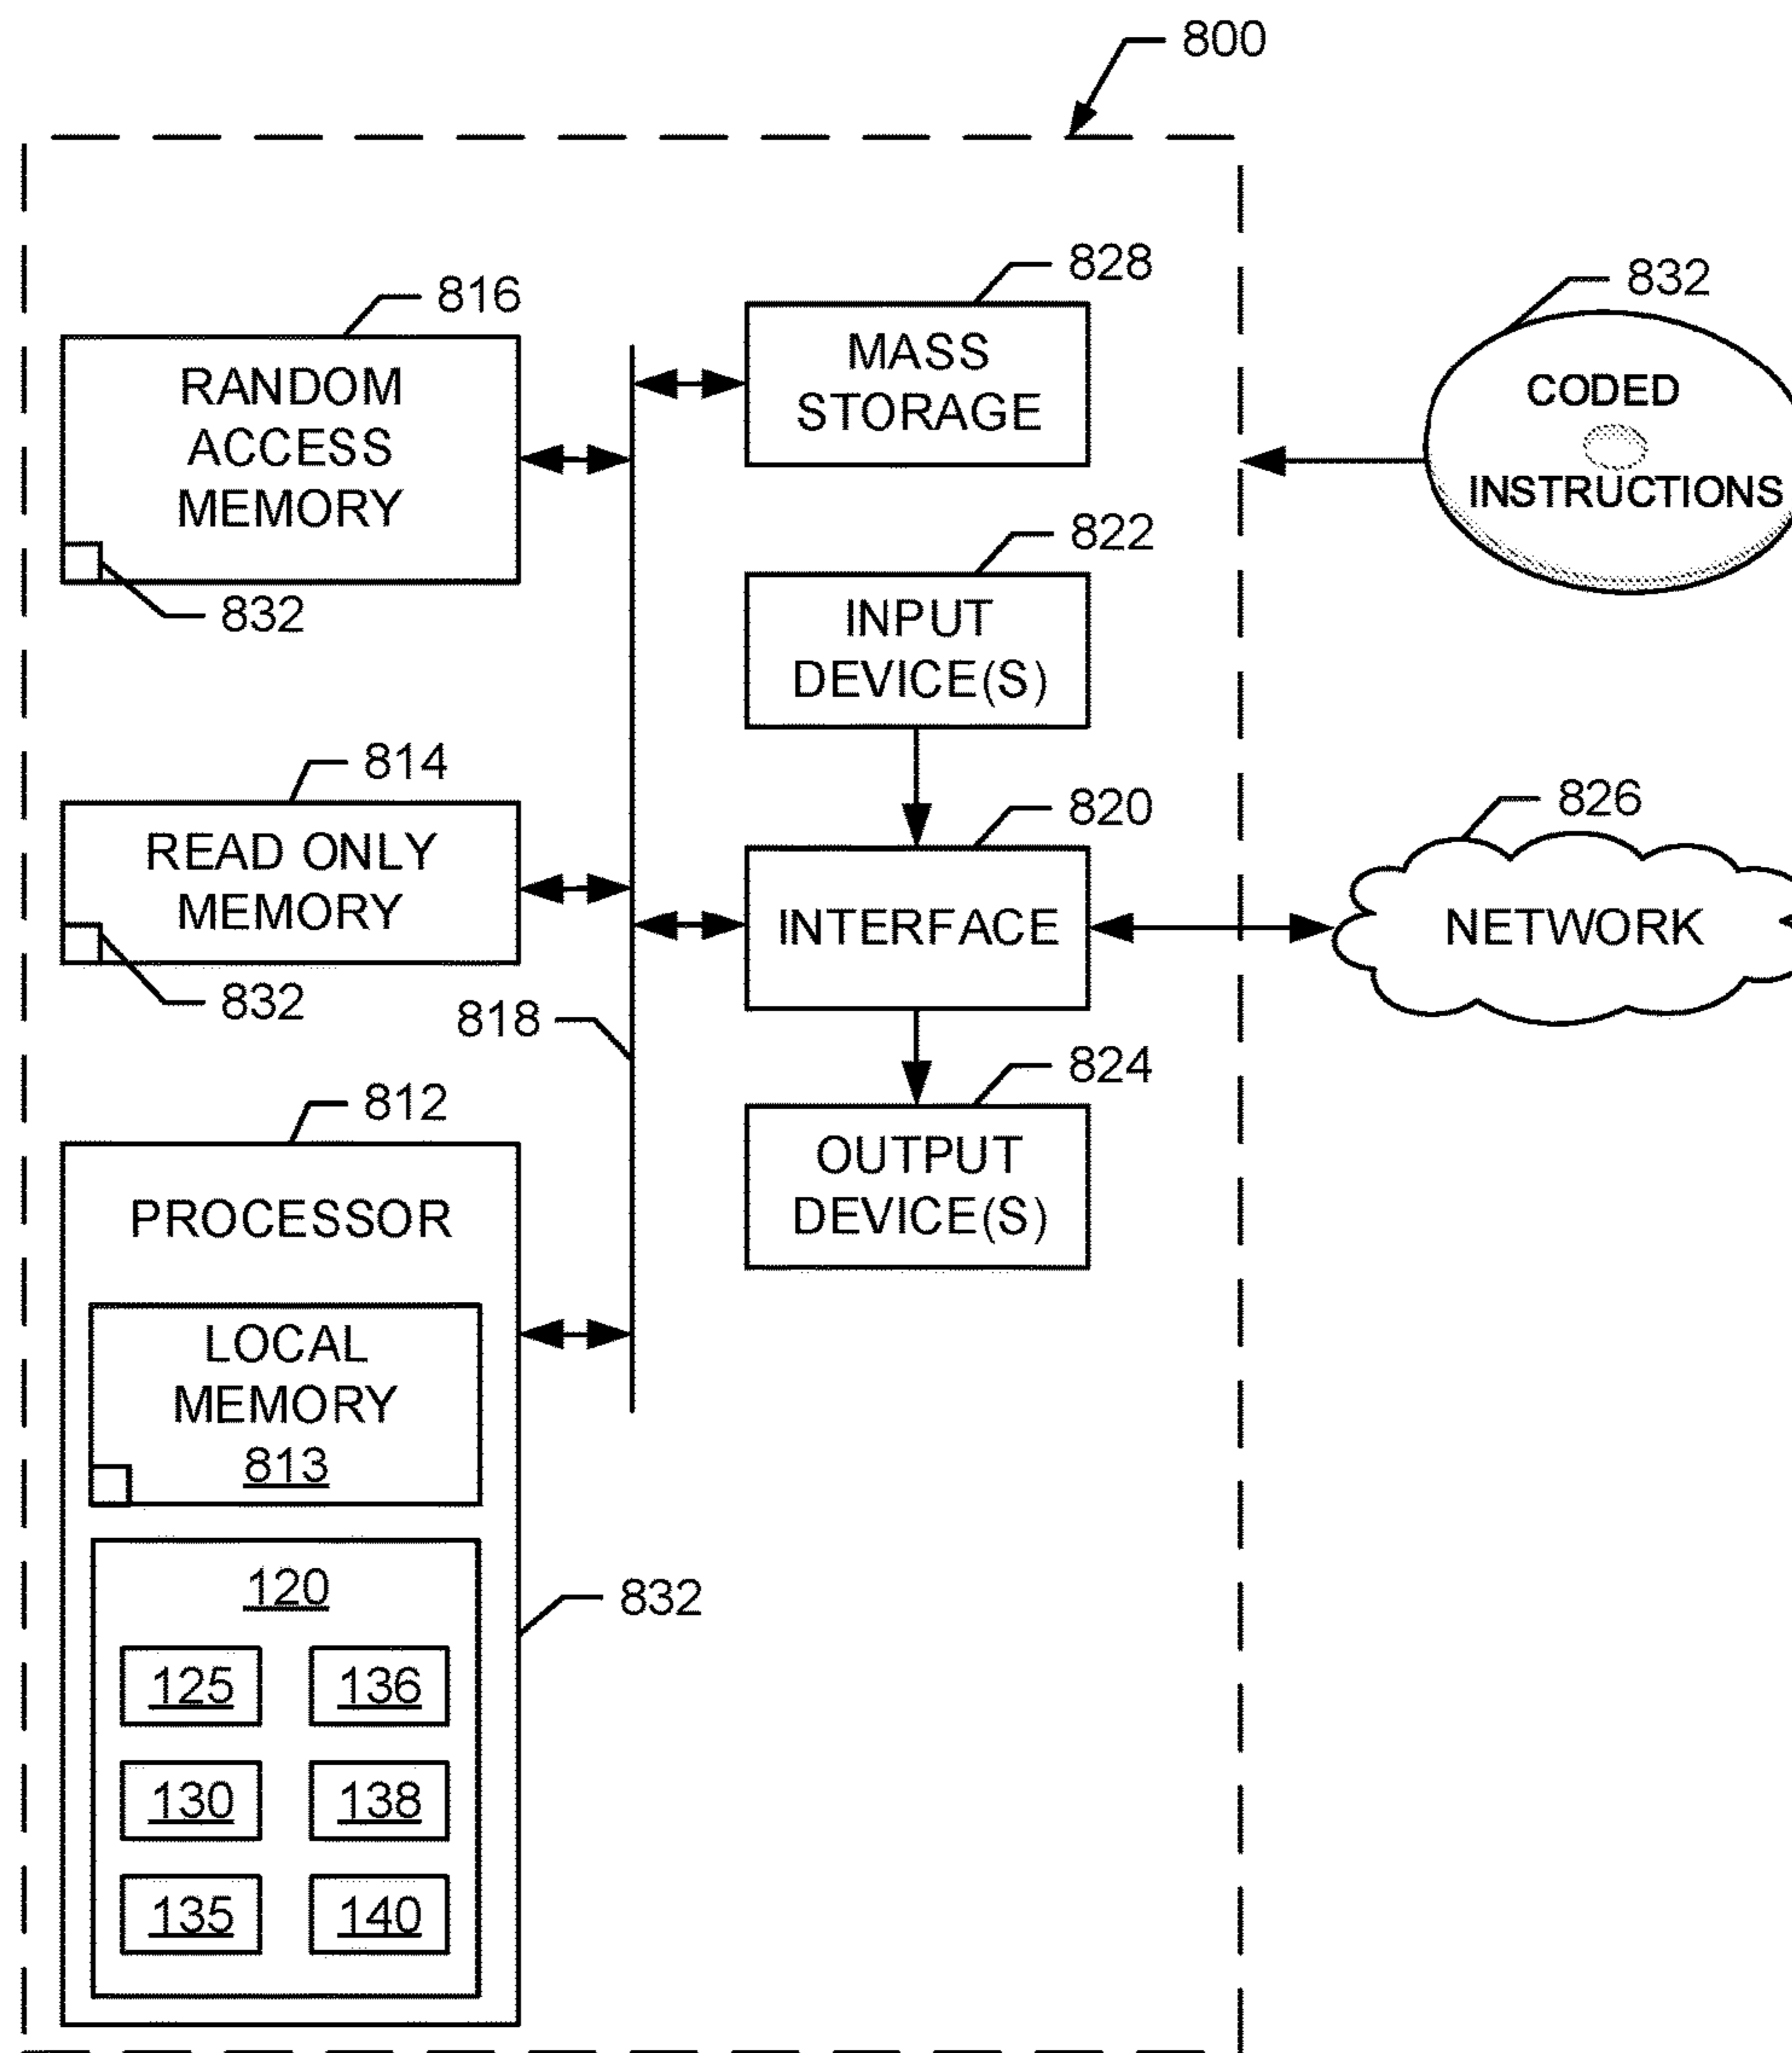 800
816
RANDOM
ACCESS
MEMORY
832
828
MASS
STORAGE
832
CODED
INSTRUCTIONS
822
INPUT
DEVICE(S)
814
READ ONLY
MEMORY
832
818
820
INTERFACE
826
NETWORK
824
OUTPUT
DEVICE(S)
812
PROCESSOR
LOCAL
MEMORY
813
120
832
125
136
130
138
135
140